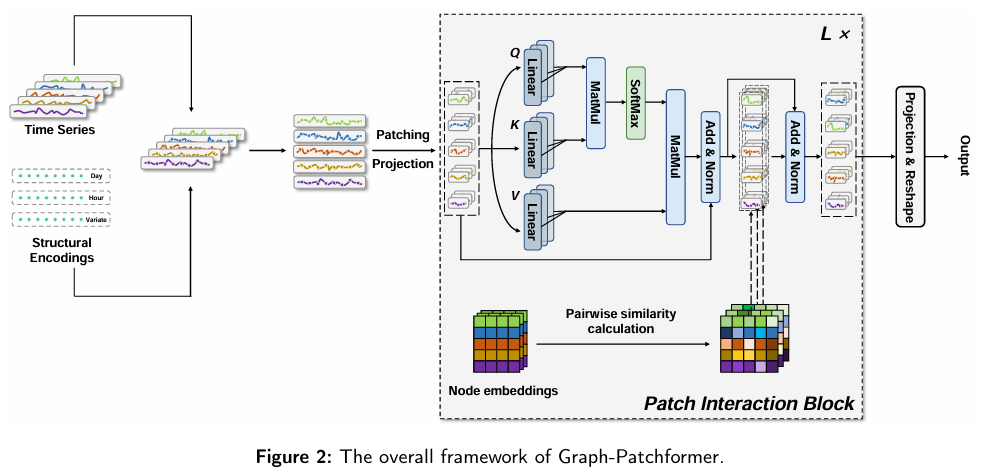 L ×
Time Series
Day
Hour
Variate
Structural
Encodings
Patching
Projection
Q
Linear
K
Linear
V
Linear
MatMul
SoftMax
MatMul
Add & Norm
Add & Norm
Projection & Reshape
Output
Pairwise similarity
calculation
Node embeddings
Patch Interaction Block
Figure 2: The overall framework of Graph-Patchformer.